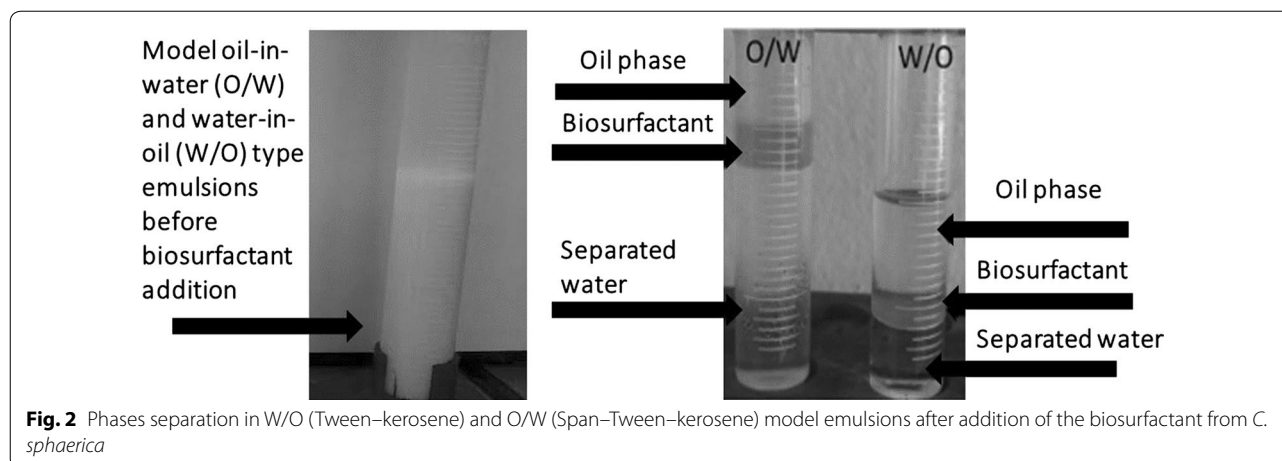 Model oil-in-
water (O/W)
and water-in-
oil (W/O) type
emulsions
before
biosurfactant
addition
Oil phase
Biosurfactant
Separated
water
O/W
W/O
Oil phase
Biosurfactant
Separated water
Fig. 2 Phases separation in W/O (Tween–kerosene) and O/W (Span–Tween–kerosene) model emulsions after addition of the biosurfactant from C.
sphaerica